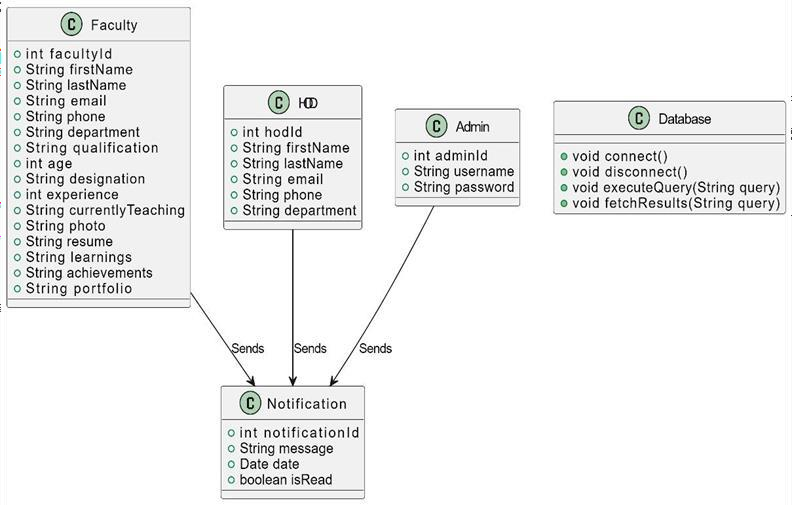 C Faculty
int facultyId
String firstName
String lastName
String email
String phone
String department
String qualification
int age
String designation
int experience
String currentlyTeaching
String photo
String resume
String learnings
String achievements
String portfolio
C HOD
int hodId
String firstName
String lastName
String email
String phone
String department
C Admin
int adminId
String username
String password
C Database
void connect()
void disconnect()
void executeQuery(String query)
void fetchResults(String query)
Sends
Sends
Sends
C Notification
int notificationId
String message
Date date
boolean isRead